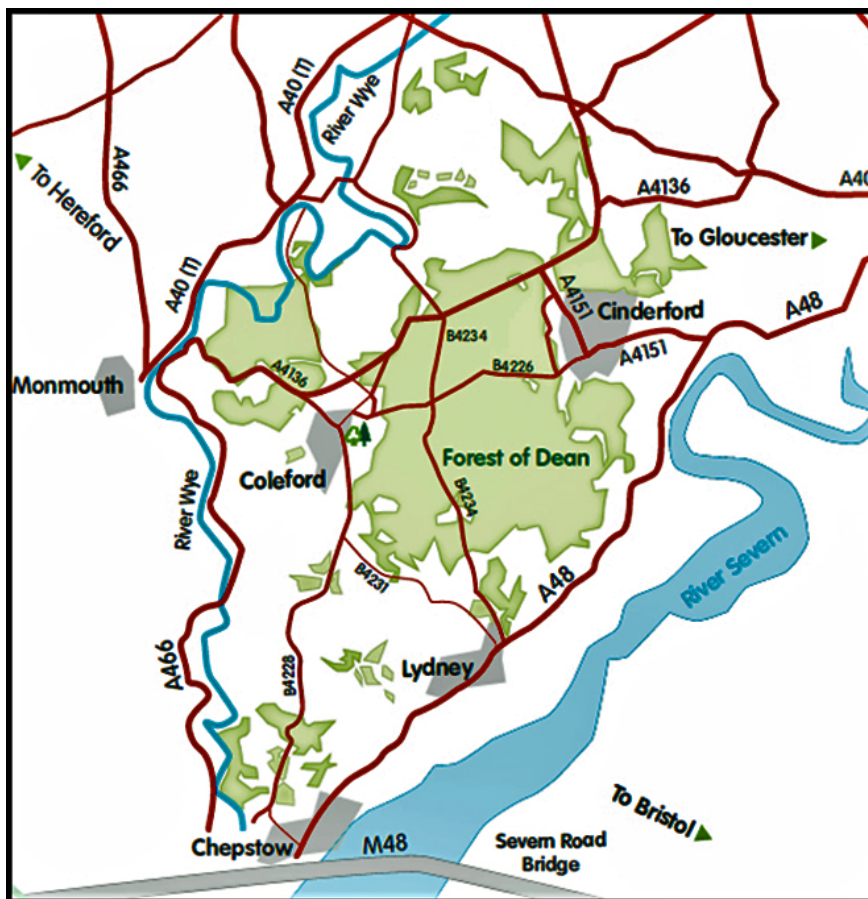 A40 (T)
River Wye
A466
To Hereford
A4136
A40
To Gloucester
A40 (T)
A4151
Cinderford
A48
B4234
A4151
B4226
Monmouth
A4136
Forest of Dean
Coleford
B4234
River Wye
River Severn
B4231
A48
A466
B4228
Lydney
To Bristol
Chepstow
M48
Severn Road
Bridge